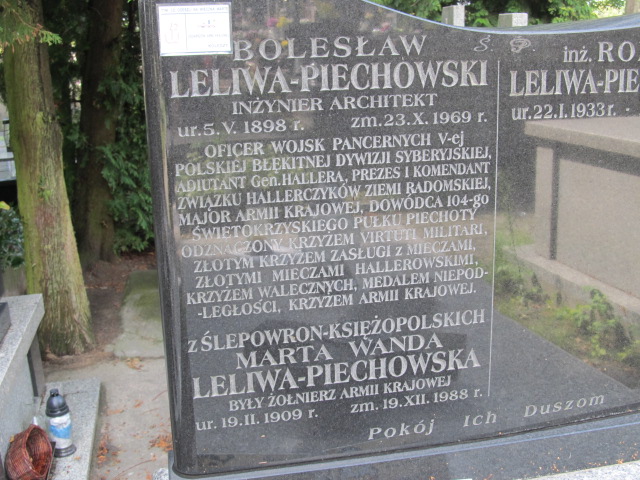 BOLESŁAW
LELIWA-PIECHOWSKI
INŻYNIER ARCHITEKT
ur. 5. V. 1898 r. zm. 23. X. 1969 r.
OFICER WOJSK PANCERNYCH V-ej
POLSKIEJ BŁĘKITNEJ DYWIZJI SYBERYJSKIEJ,
ADIUTANT Gen. HALLERA, PREZES I KOMENDANT
ZWIĄZKU HALLERCZYKÓW ZIEMI RADOMSKIEJ,
MAJOR ARMII KRAJOWEJ, DOWÓDCA 104-go
ŚWIETOKRZYSKIEGO PUŁKU PIECHOTY
ODZNACZONY KRZYŻEM VIRTUTI MILITARI,
ZŁOTYM KRZYŻEM ZASŁUGI z MIECZAMI,
ZŁOTYMI MIECZAMI HALLEROWSKIMI,
KRZYŻEM WALECZNYCH, MEDALEM NIEPOD-
-LEGŁOŚCI, KRZYŻEM ARMII KRAJOWEJ.
z ŚLEPOWRON-KSIĘŻOPOLSKICH
MARTA WANDA
LELIWA-PIECHOWSKA
BYŁY ŻOŁNIERZ ARMII KRAJOWEJ
ur. 19. II. 1909 r. zm. 19. XII. 1988 r.
inż. RO
LELIWA-PIE
ur. 22. I. 1933 r. -
Pokój Ich Duszom